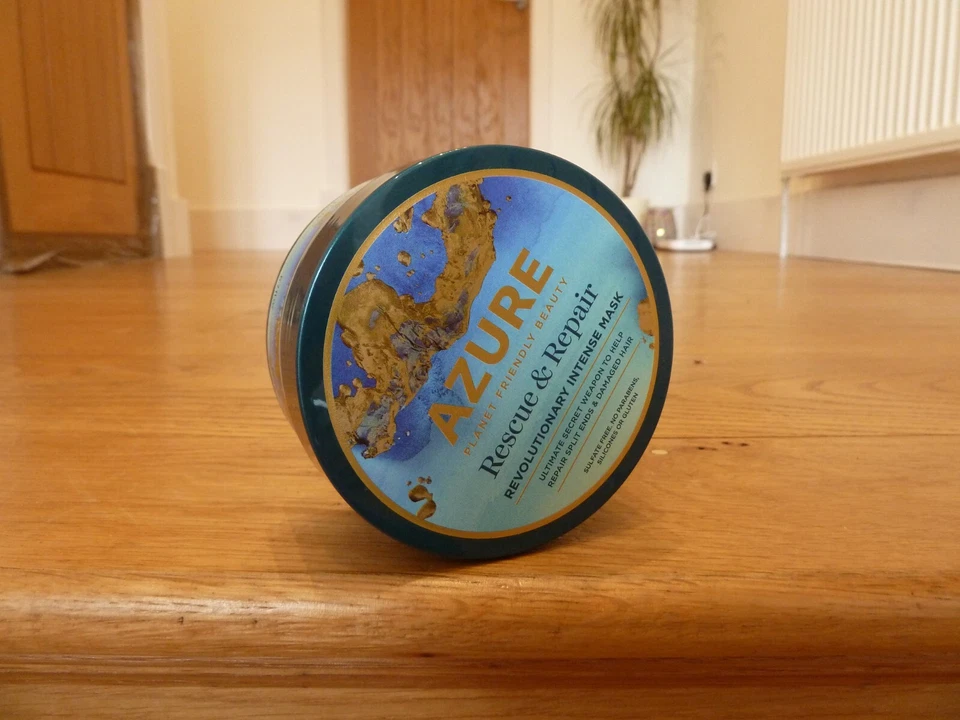 AZURE
PLANET FRIENDLY BEAUTY
Rescue & Repair
REVOLUTIONARY INTENSE MASK
ULTIMATE SECRET WEAPON TO HELP
REPAIR SPLIT ENDS & DAMAGED HAIR
SULFATE FREE, NO PARABENS,
SILICONES OR GLUTEN